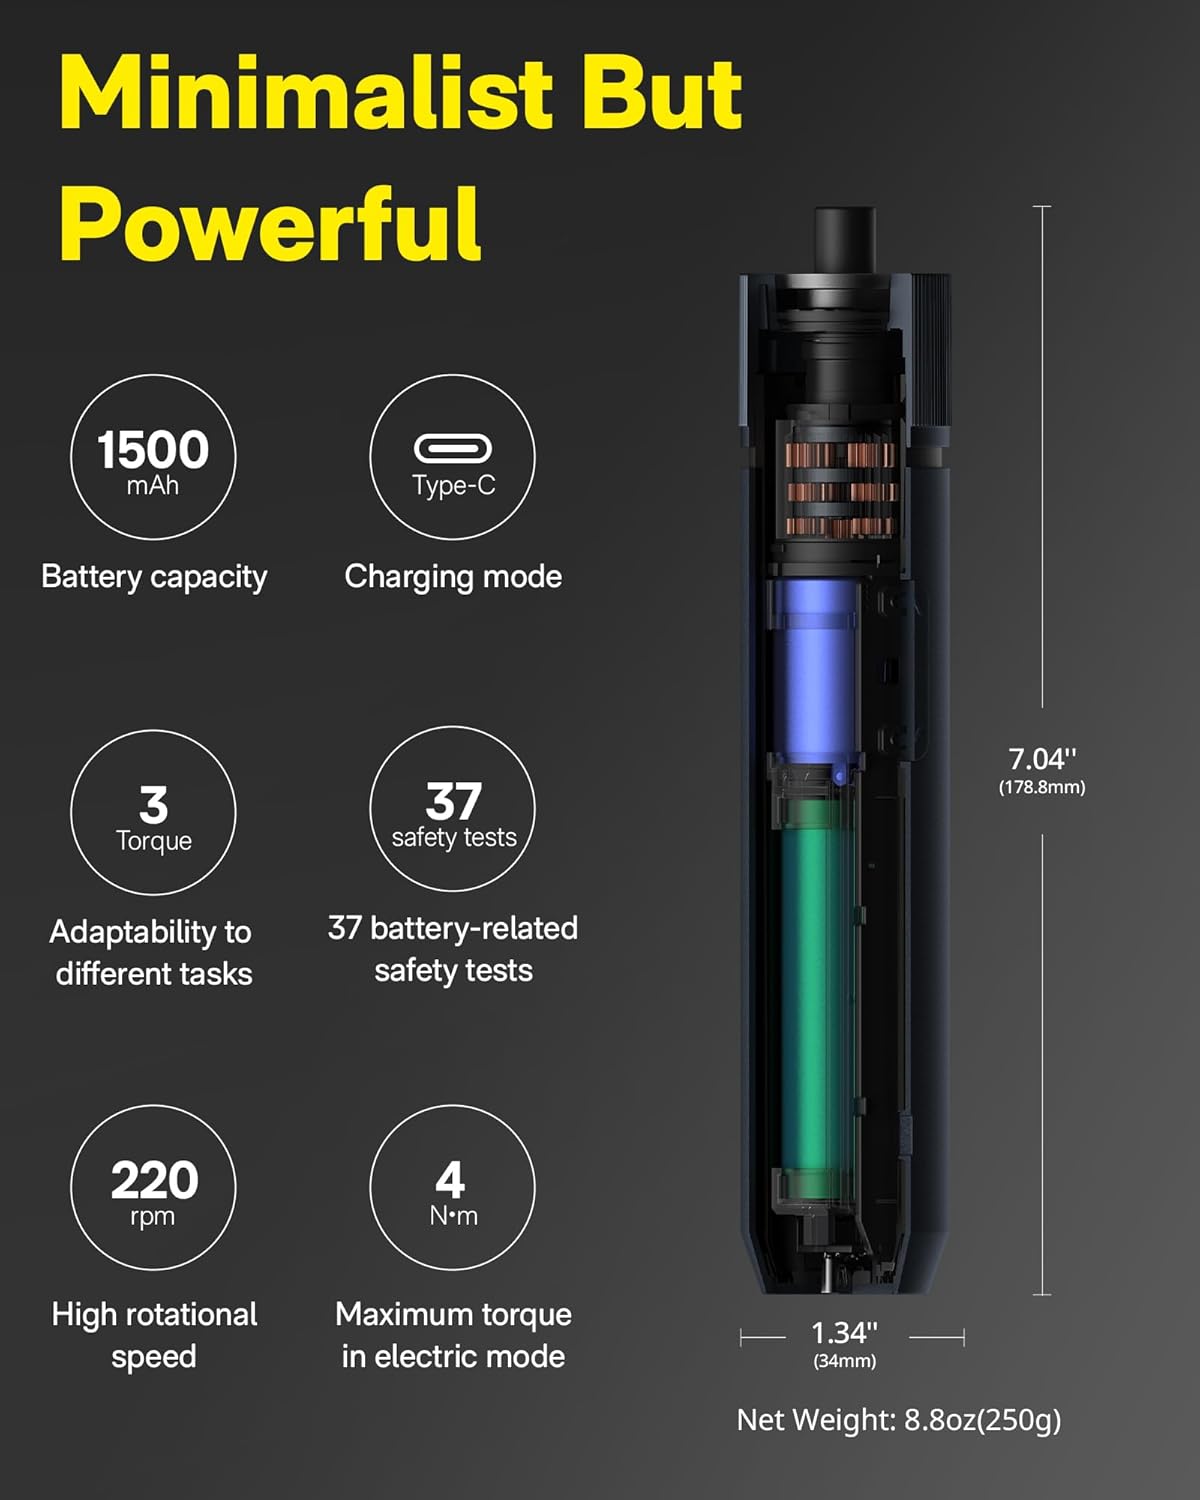 Minimalist But
Powerful
1500
mAh
Battery capacity
Type-C
Charging mode
3
Torque
Adaptability to
different tasks
37
safety tests
37 battery-related
safety tests
220
rpm
High rotational
speed
4
N•m
Maximum torque
in electric mode
7.04''
(178.8mm)
1.34''
(34mm)
Net Weight: 8.8oz(250g)